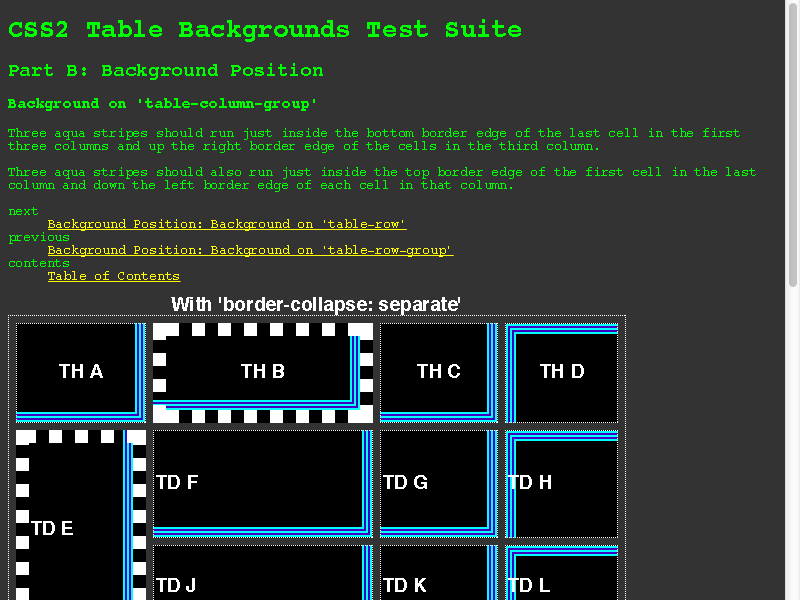 CSS2 Table Backgrounds Test Suite
Part B: Background Position
Background on 'table-column-group'
Three aqua stripes should run just inside the bottom border edge of the last cell in the first
three columns and up the right border edge of the cells in the third column.
Three aqua stripes should also run just inside the top border edge of the first cell in the last
column and down the left border edge of each cell in that column.
next
Background Position: Background on 'table-row'
previous
Background Position: Background on 'table-row-group'
contents
Table of Contents
With 'border-collapse: separate'
TH A TH B TH C TH D
TD F TD G TD H
TD E
TD J TD K TD L